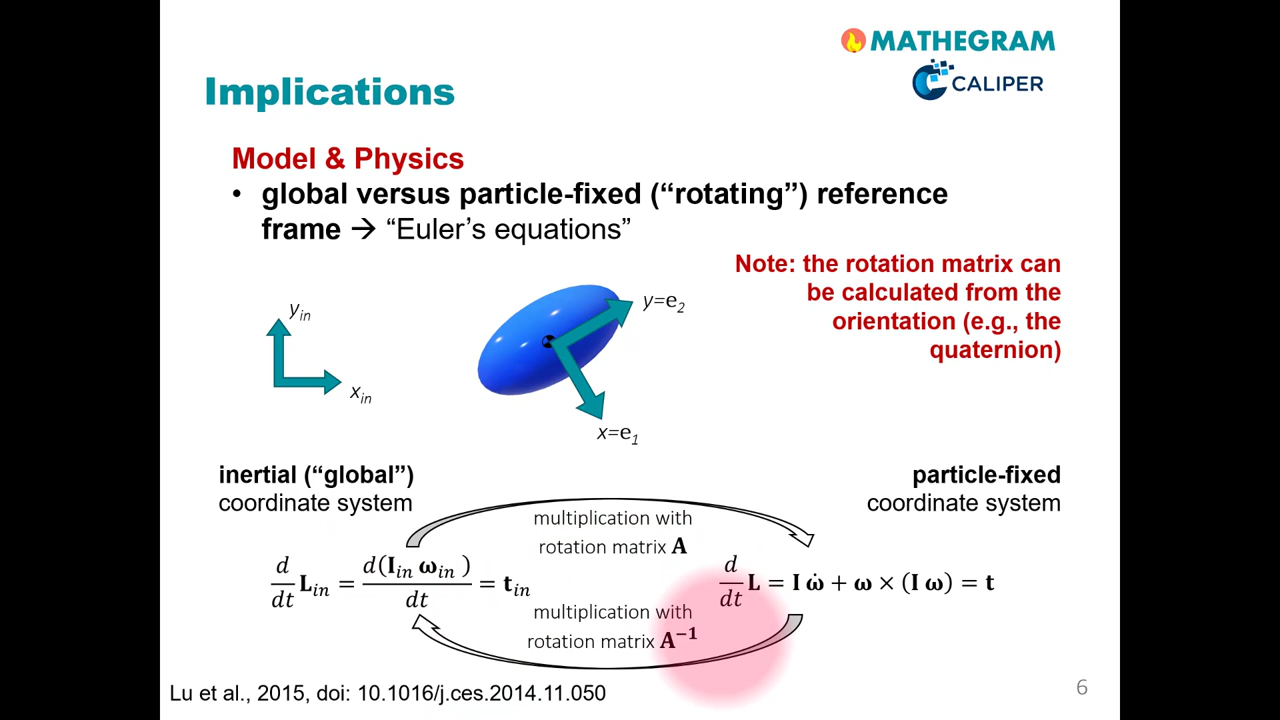 MATHEGRAM
CALIPER
Implications
Model & Physics
• global versus particle-fixed (“rotating”) reference
frame → “Euler’s equations”
Note: the rotation matrix can
be calculated from the
orientation (e.g., the
quaternion)
y_in
x_in
y=e₂
x=e₁
inertial (“global”)
coordinate system
particle-fixed
coordinate system
multiplication with
rotation matrix A
d/dt L_in = d(I_in ω_in)/dt = t_in
d/dt L = I ω̇ + ω × (I ω) = t
multiplication with
rotation matrix A⁻¹
Lu et al., 2015, doi: 10.1016/j.ces.2014.11.050
6